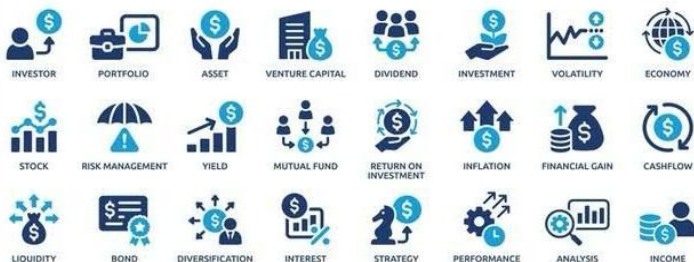 INVESTOR
PORTFOLIO
ASSET
VENTURE CAPITAL
DIVIDEND
INVESTMENT
VOLATILITY
ECONOMY
STOCK
RISK MANAGEMENT
YIELD
MUTUAL FUND
RETURN ON
INVESTMENT
INFLATION
FINANCIAL GAIN
CASHFLOW
LIQUIDITY
BOND
DIVERSIFICATION
INTEREST
STRATEGY
PERFORMANCE
ANALYSIS
INCOME